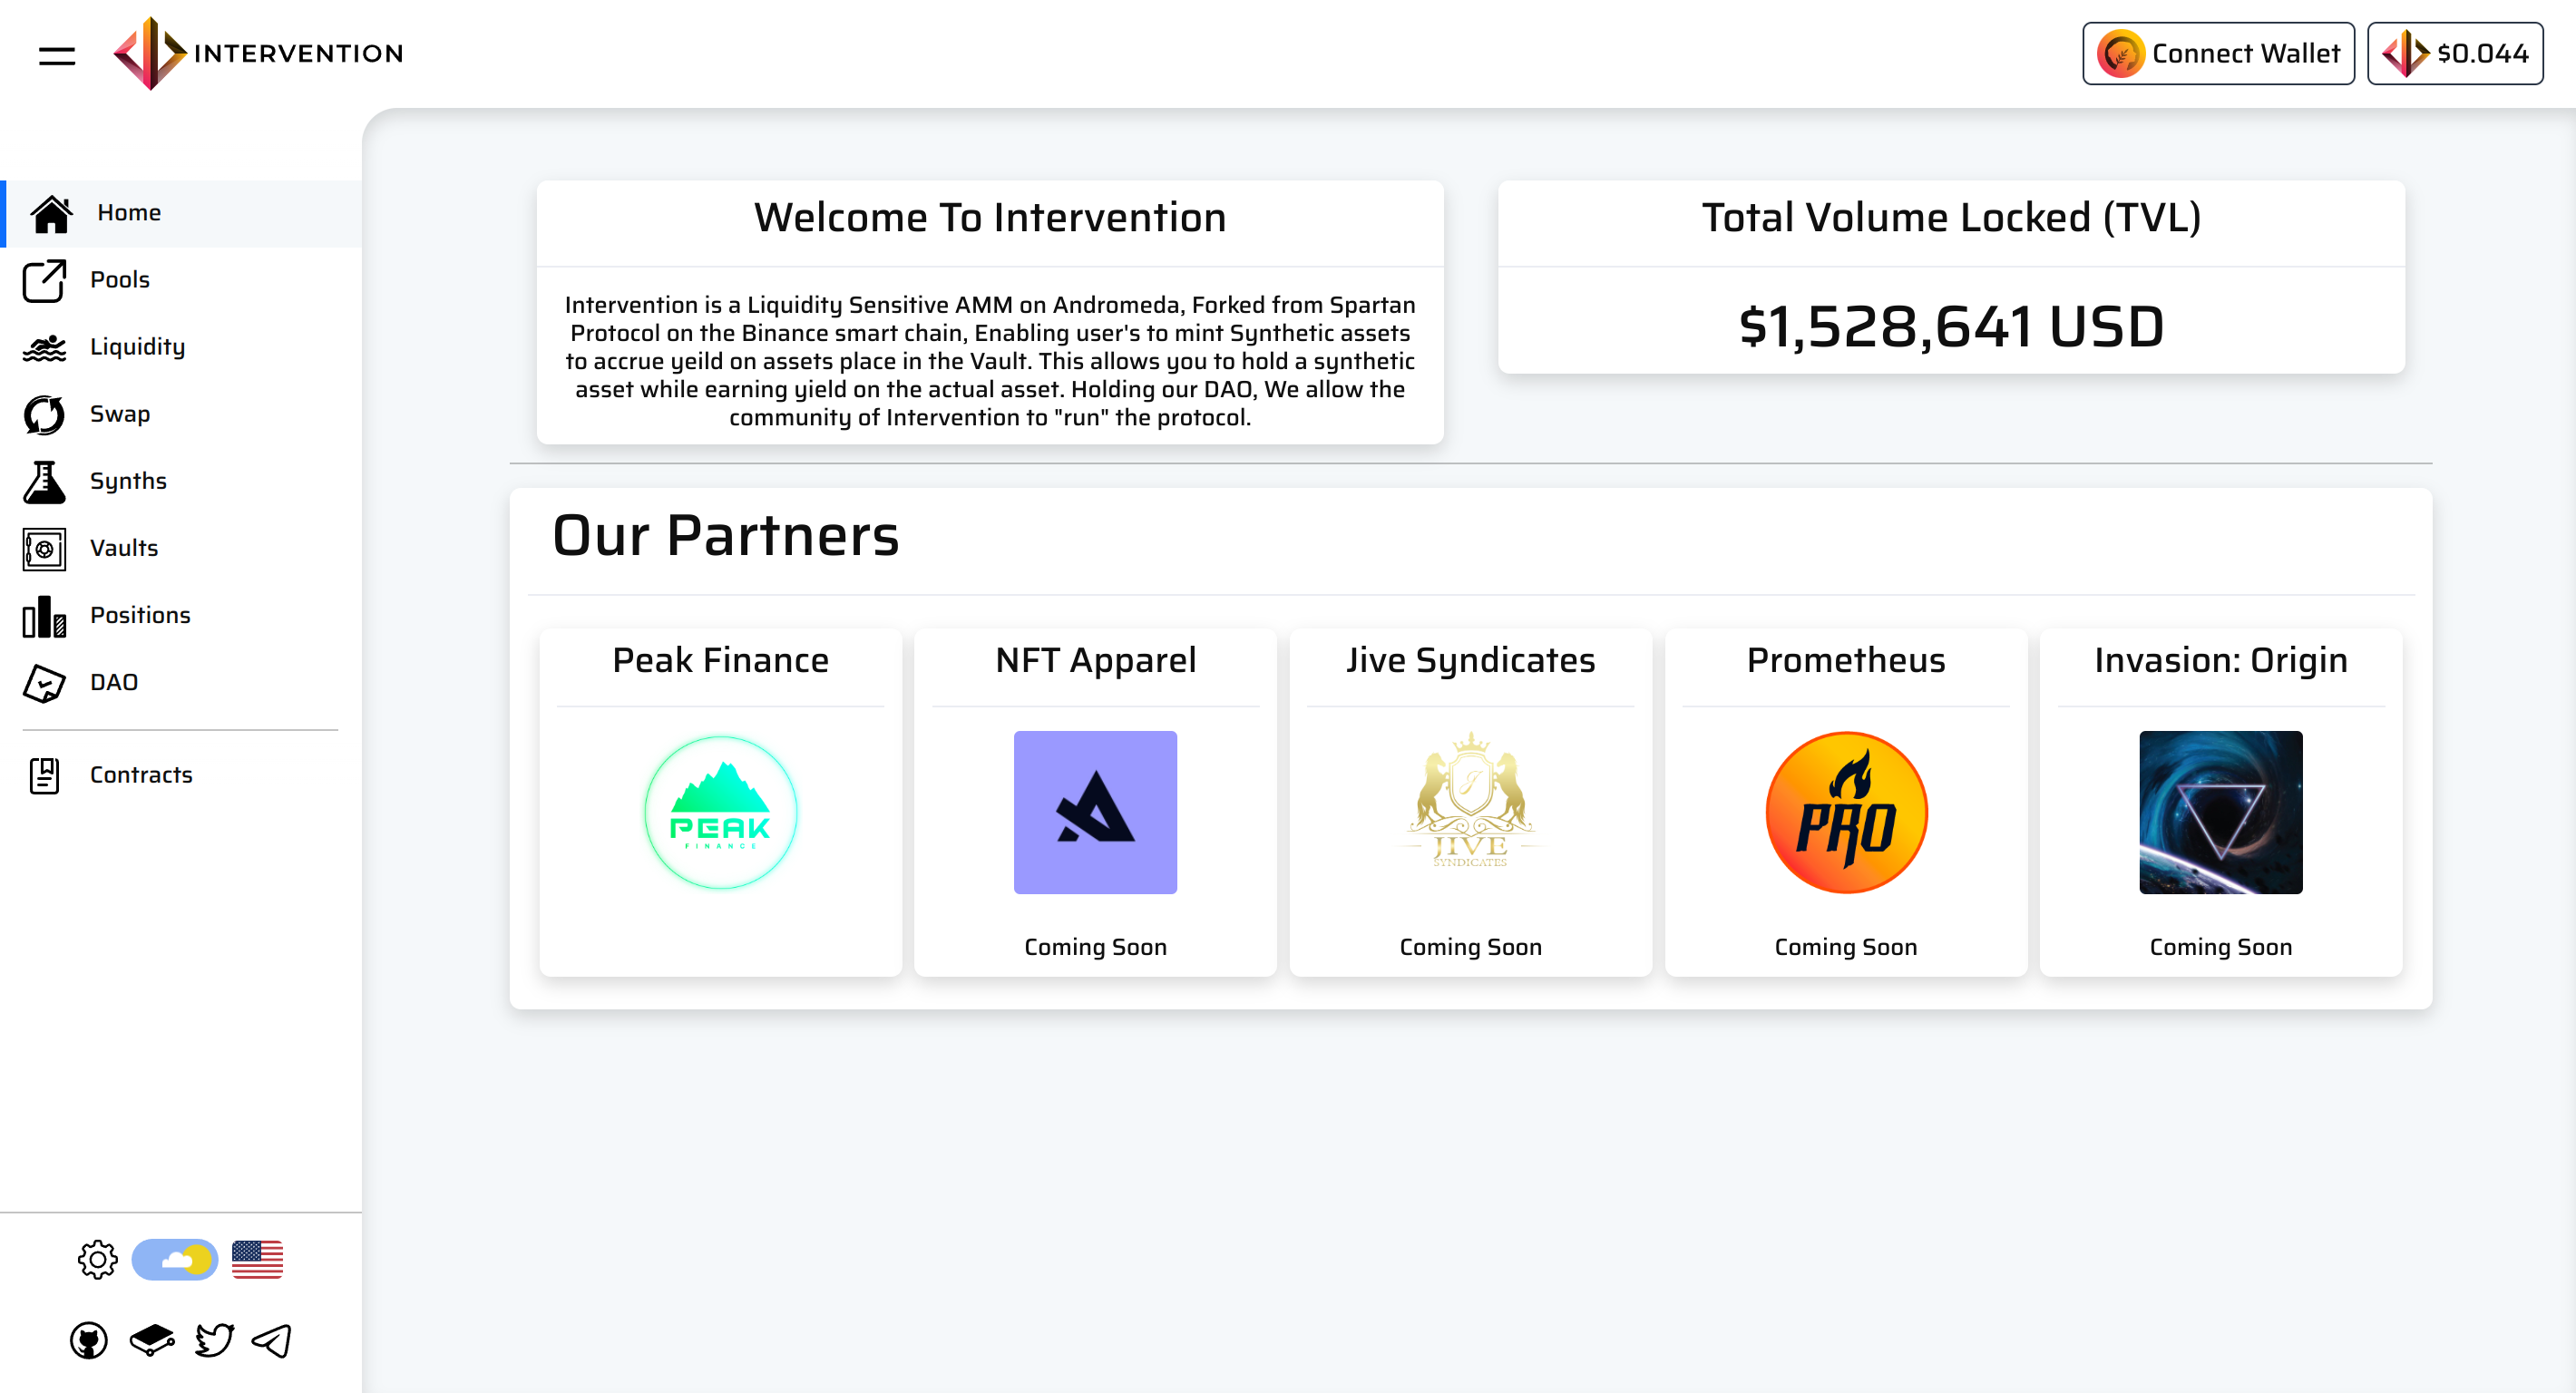 INTERVENTION
Connect Wallet
$0.044
Home
Pools
Liquidity
Swap
Synths
Vaults
Positions
DAO
Contracts
Welcome To Intervention
Intervention is a Liquidity Sensitive AMM on Andromeda, Forked from Spartan
Protocol on the Binance smart chain, Enabling user's to mint Synthetic assets
to accrue yeild on assets place in the Vault. This allows you to hold a synthetic
asset while earning yield on the actual asset. Holding our DAO, We allow the
community of Intervention to "run" the protocol.
Total Volume Locked (TVL)
$1,528,641 USD
Our Partners
Peak Finance
PEAK
FINANCE
NFT Apparel
Coming Soon
Jive Syndicates
J
JIVE
SYNDICATES
Coming Soon
Prometheus
PRO
Coming Soon
Invasion: Origin
Coming Soon